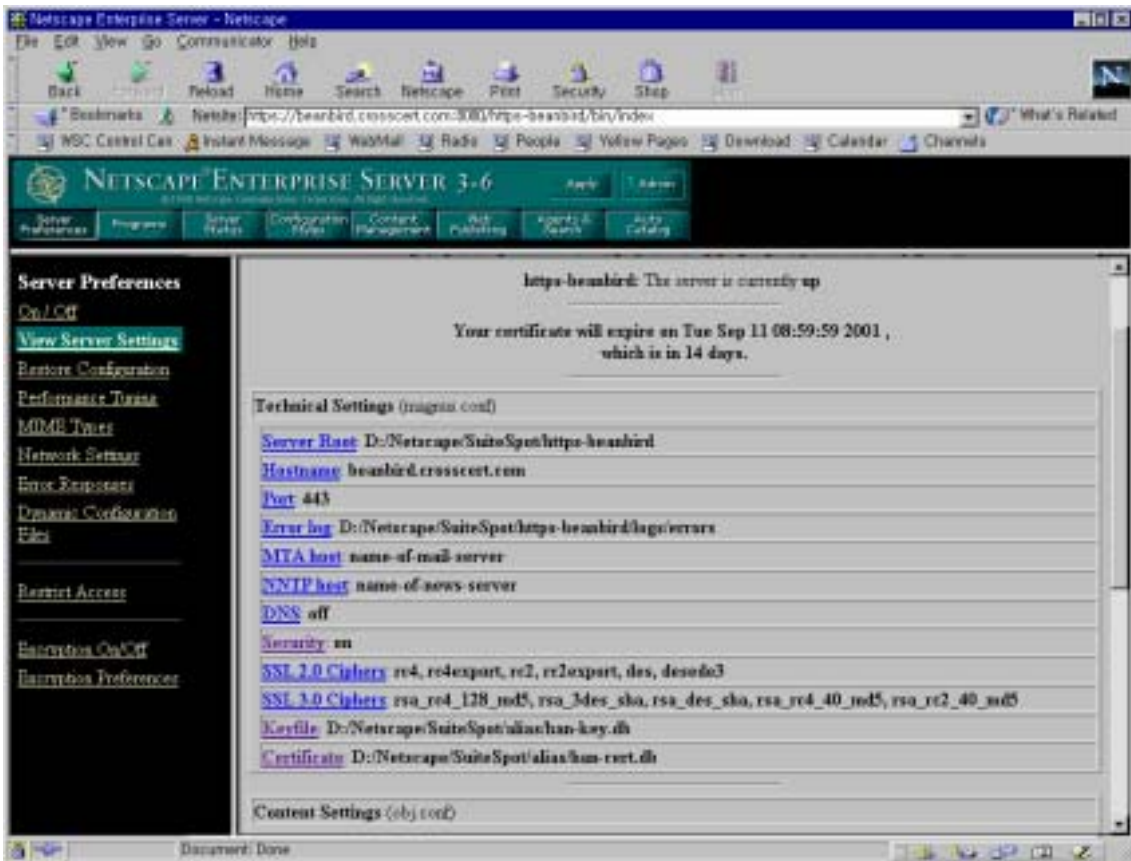 Netscape Enterprise Server - Netscape
File Edit View Go Communicator Help
Back Forward Reload Home Search Netscape Print Security Stop
Bookmarks Netsite: https://beanbird.crosscert.com:8080/https-beanbird/bin/index What's Related
Instant Message WebMail Radio People Yellow Pages Download Calendar Channels
NETSCAPE ENTERPRISE SERVER 3.6 Apply Admin
Server Preferences Programs Server Status Configuration Styles Content Management Web Publishing Agents & Search Auto Catalog
Server Preferences
On / Off
View Server Settings
Restore Configuration
Performance Tuning
MIME Types
Network Settings
Error Responses
Dynamic Configuration
Files
Restrict Access
Encryption On/Off
Encryption Preferences
https-beanbird: The server is currently up
Your certificate will expire on Tue Sep 11 08:59:59 2001 ,
which is in 14 days.
Technical Settings (magnus.conf)
Server Root: D:/Netscape/SuiteSpot/https-beanbird
Hostname: beanbird.crosscert.com
Port: 443
Error log: D:/Netscape/SuiteSpot/https-beanbird/logs/errors
MTA host: name-of-mail-server
NNTP host: name-of-news-server
DNS: off
Security: on
SSL 2.0 Ciphers: rc4, rc4export, rc2, rc2export, des, desede3
SSL 3.0 Ciphers: rsa_rc4_128_md5, rsa_3des_sha, rsa_des_sha, rsa_rc4_40_md5, rsa_rc2_40_md5
Keyfile: D:/Netscape/SuiteSpot/alias/han-key.db
Certificate: D:/Netscape/SuiteSpot/alias/han-cert.db
Content Settings (obj.conf)
Document: Done